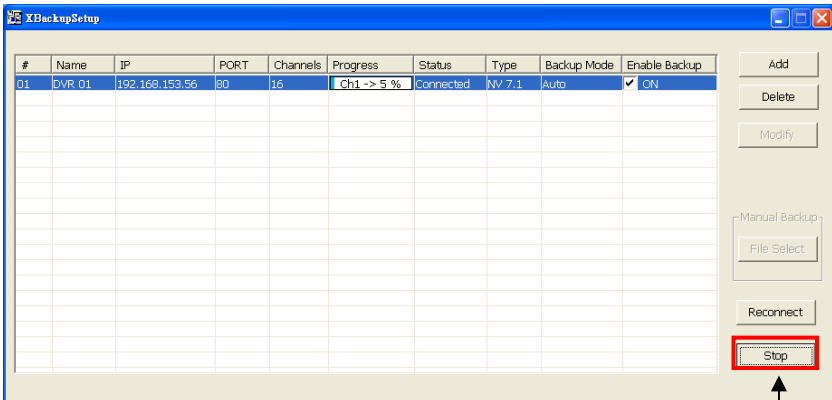 XBackupSetup
# Name IP PORT Channels Progress Status Type Backup Mode Enable Backup
01 DVR 01 192.168.153.56 80 16 Ch1 -> 5 % Connected NV 7.1 Auto ON
Add
Delete
Modify
Manual Backup
File Select
Reconnect
Stop